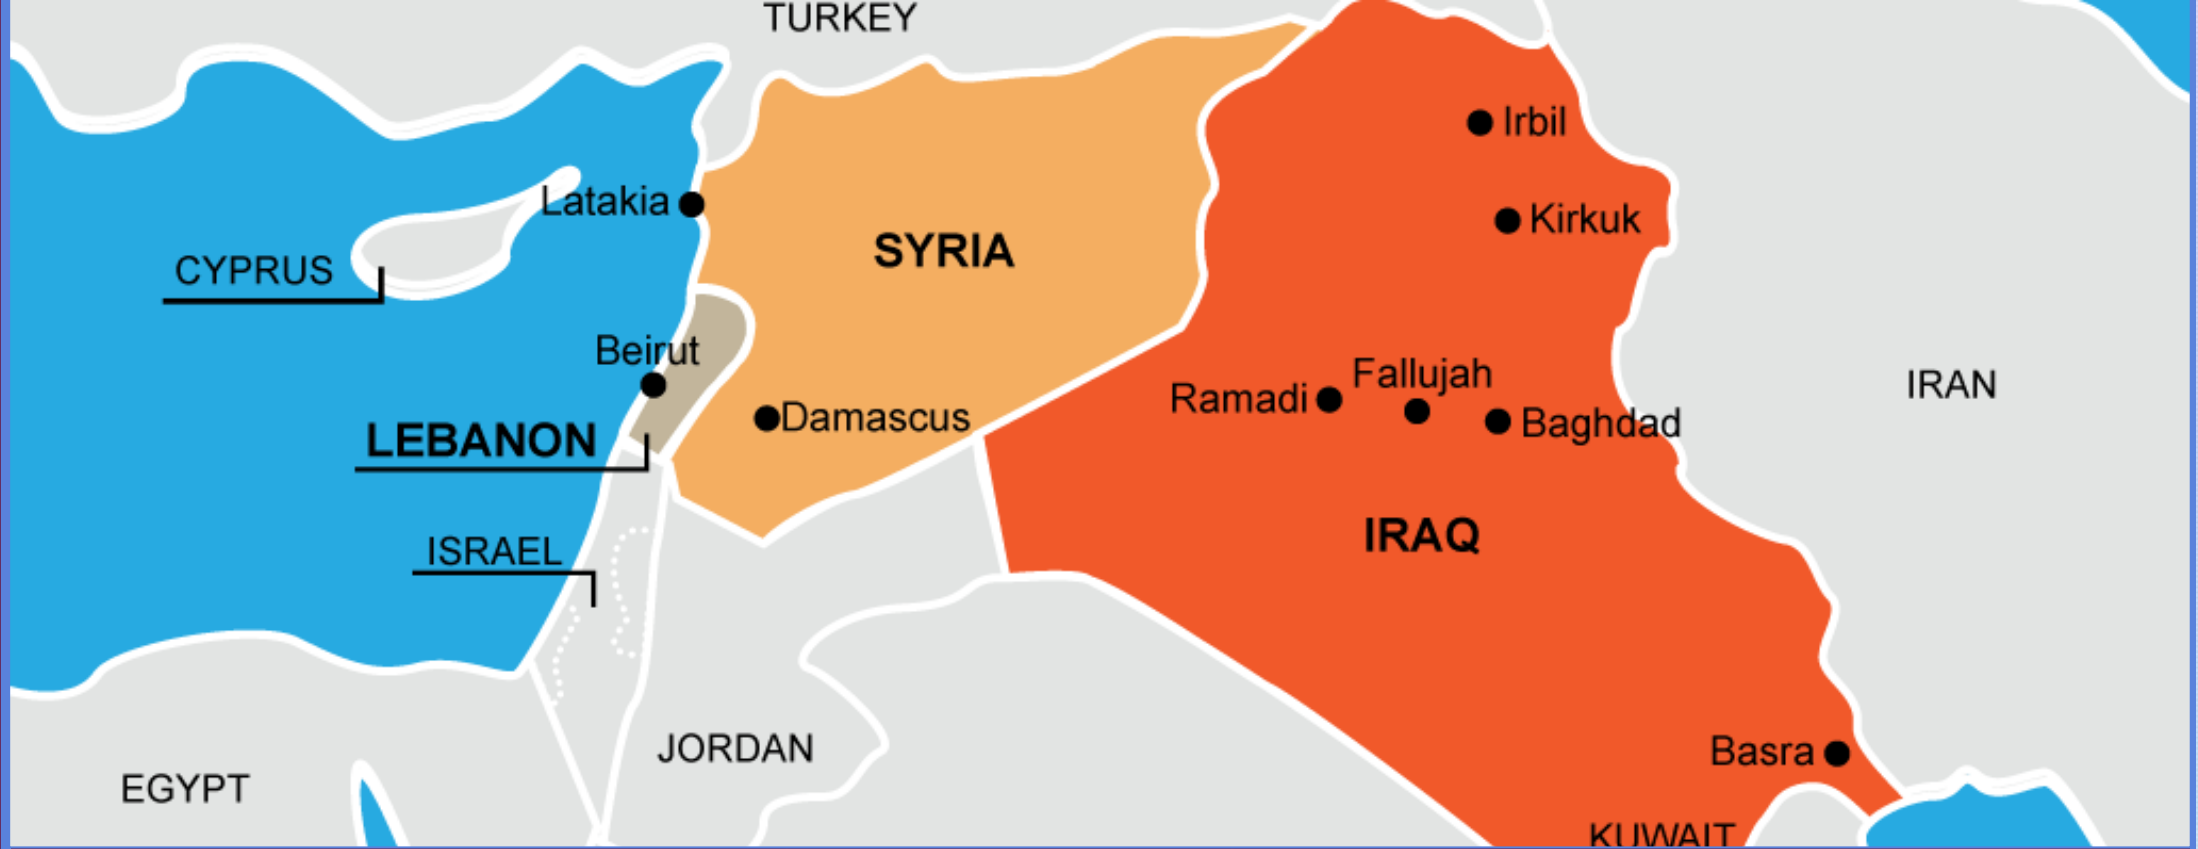 TURKEY
Irbil
Latakia
Kirkuk
SYRIA
CYPRUS
Beirut
Fallujah
IRAN
Ramadi
Damascus
Baghdad
LEBANON
IRAQ
ISRAEL
JORDAN
Basra
EGYPT
KUWAIT